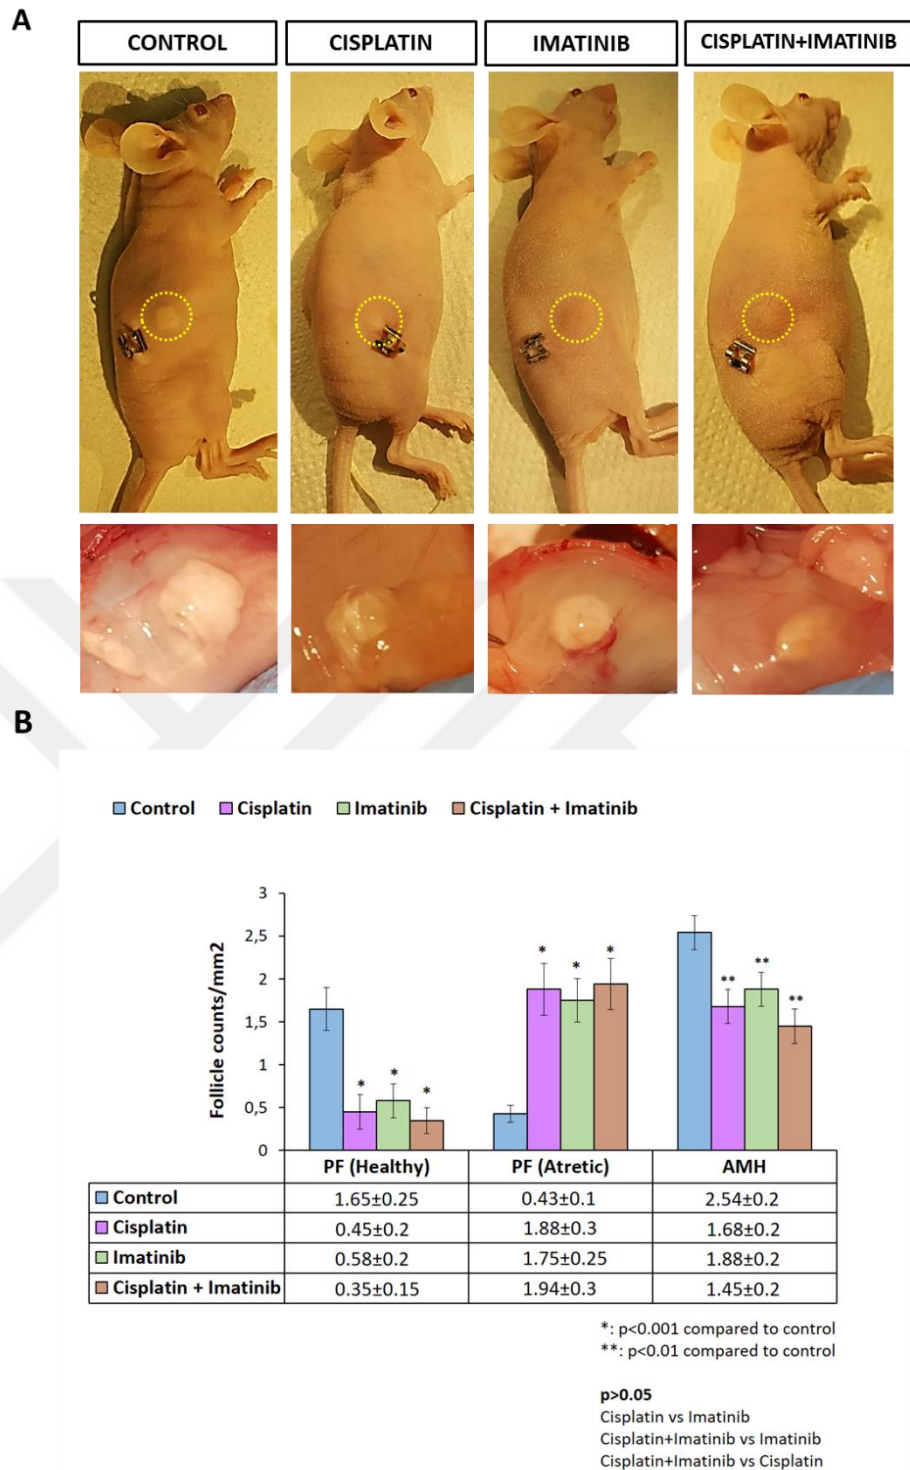 A
CONTROL
CISPLATIN
IMATINIB
CISPLATIN+IMATINIB
B
Control
Cisplatin
Imatinib
Cisplatin + Imatinib
Follicle counts/mm2
3
2,5
2
1,5
1
0,5
0
* * *
* * *
** ** **
PF (Healthy) PF (Atretic) AMH
Control 1.65±0.25 0.43±0.1 2.54±0.2
Cisplatin 0.45±0.2 1.88±0.3 1.68±0.2
Imatinib 0.58±0.2 1.75±0.25 1.88±0.2
Cisplatin + Imatinib 0.35±0.15 1.94±0.3 1.45±0.2
*: p<0.001 compared to control
**: p<0.01 compared to control
p>0.05
Cisplatin vs Imatinib
Cisplatin+Imatinib vs Imatinib
Cisplatin+Imatinib vs Cisplatin